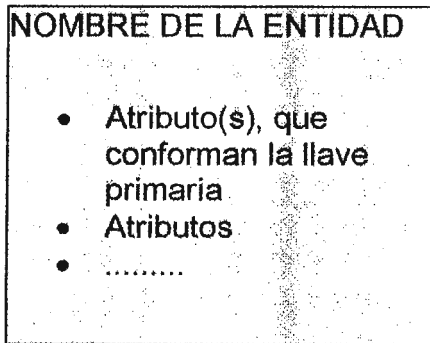 NOMBRE DE LA ENTIDAD
• Atributo(s), que
conforman la llave
primaria
• Atributos
• .........